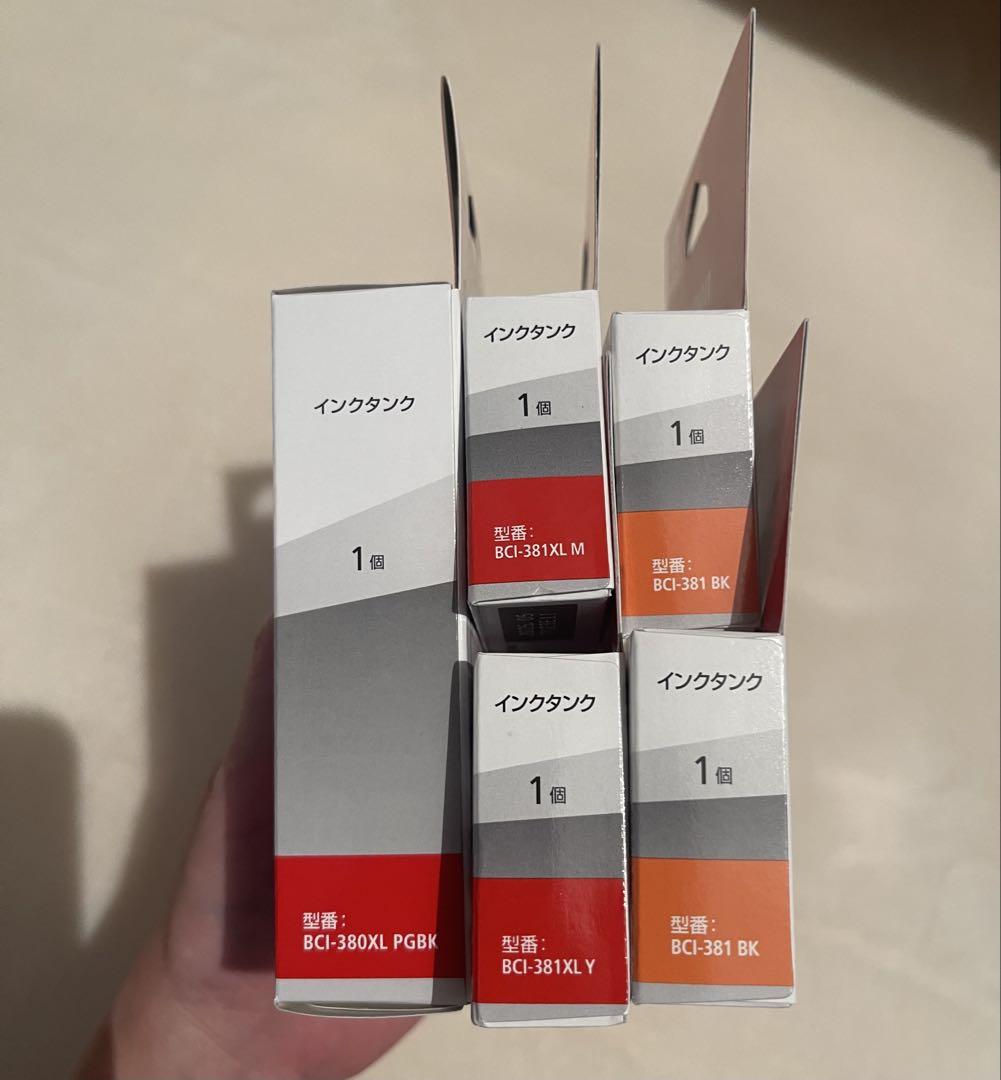 インクタンク
1個
型番:
BCI-380XL PGBK
インクタンク
1個
型番:
BCI-381XL M
インクタンク
1個
型番:
BCI-381 BK
インクタンク
1個
型番:
BCI-381XL Y
インクタンク
1個
型番:
BCI-381 BK